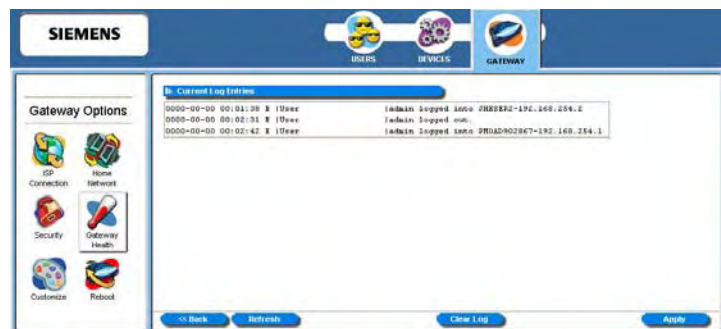 SIEMENS
USERS
DEVICES
GATEWAY
Gateway Options
ISP Connection
Home Network
Security
Gateway Health
Customize
Reboot
Current Log Entries
0000-00-00 00:01:38 |User |admin logged into 192.168.254.2
0000-00-00 00:02:31 |User |admin logged out.
0000-00-00 00:02:42 |User |admin logged into 192.168.254.1
<< Back
Refresh
Clear Log
Apply